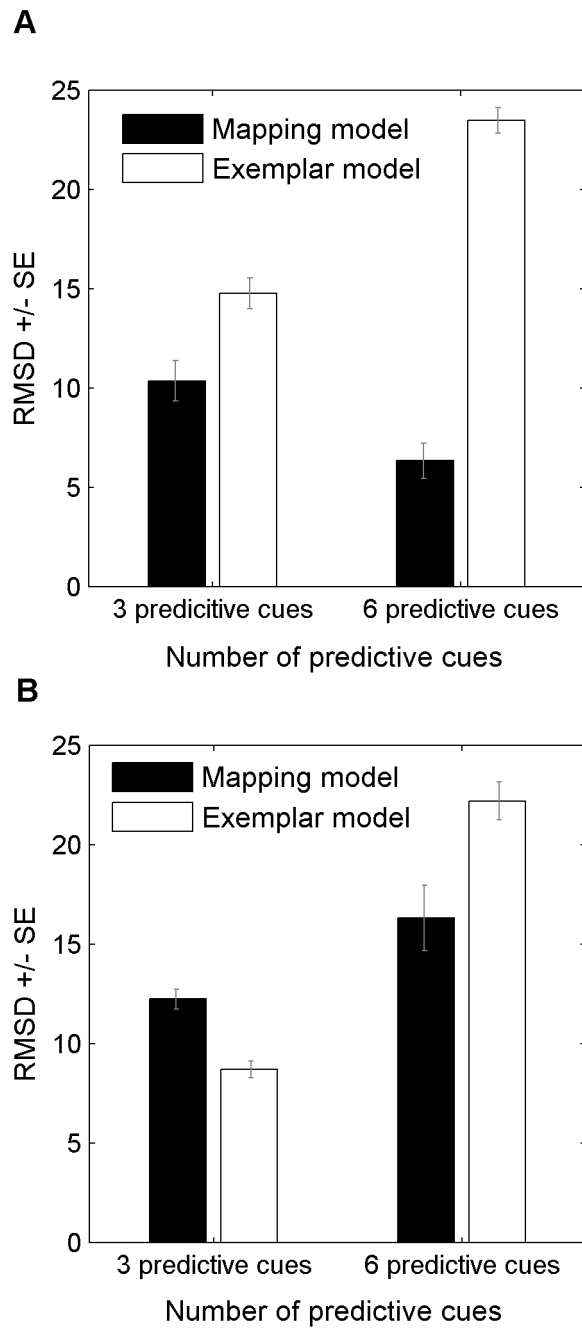 A
25
20
15
10
5
0
RMSD +/- SE
Mapping model
Exemplar model
3 predicitive cues
6 predictive cues
Number of predictive cues
B
25
20
15
10
5
0
RMSD +/- SE
Mapping model
Exemplar model
3 predictive cues
6 predictive cues
Number of predictive cues